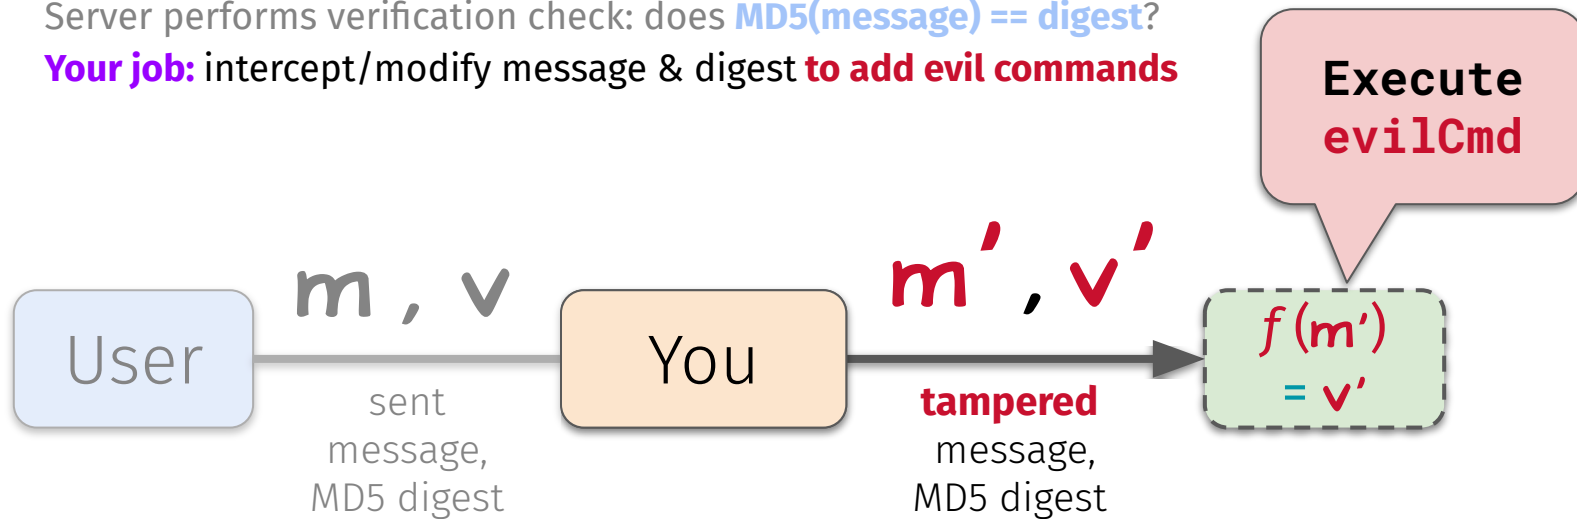 Server performs verification check: does MD5(message) == digest?
Your job: intercept/modify message & digest to add evil commands
Execute
evilCmd
m , v
m′ , v′
User
You
f (m′)
= v′
sent
message,
MD5 digest
tampered
message,
MD5 digest